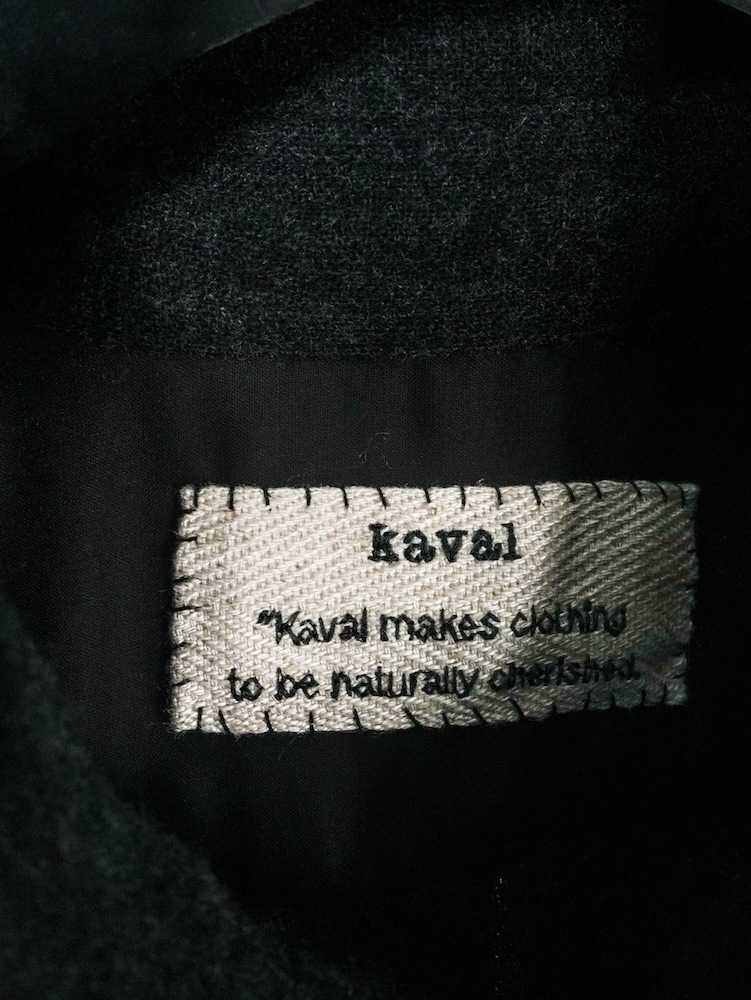 kaval
"Kaval makes clothing
to be naturally cherished.